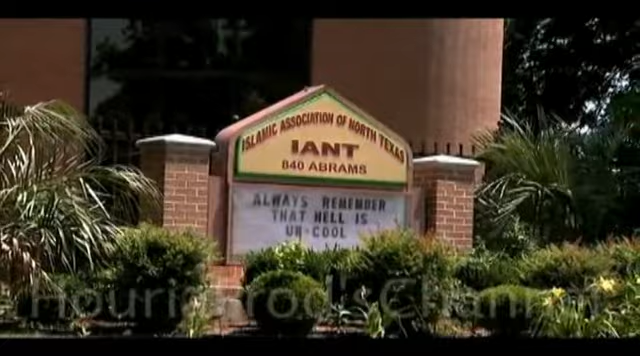 ISLAMIC ASSOCIATION OF NORTH TEXAS
IANT
840 ABRAMS
ALWAYS REMEMBER
THAT HELL IS
UN-COOL